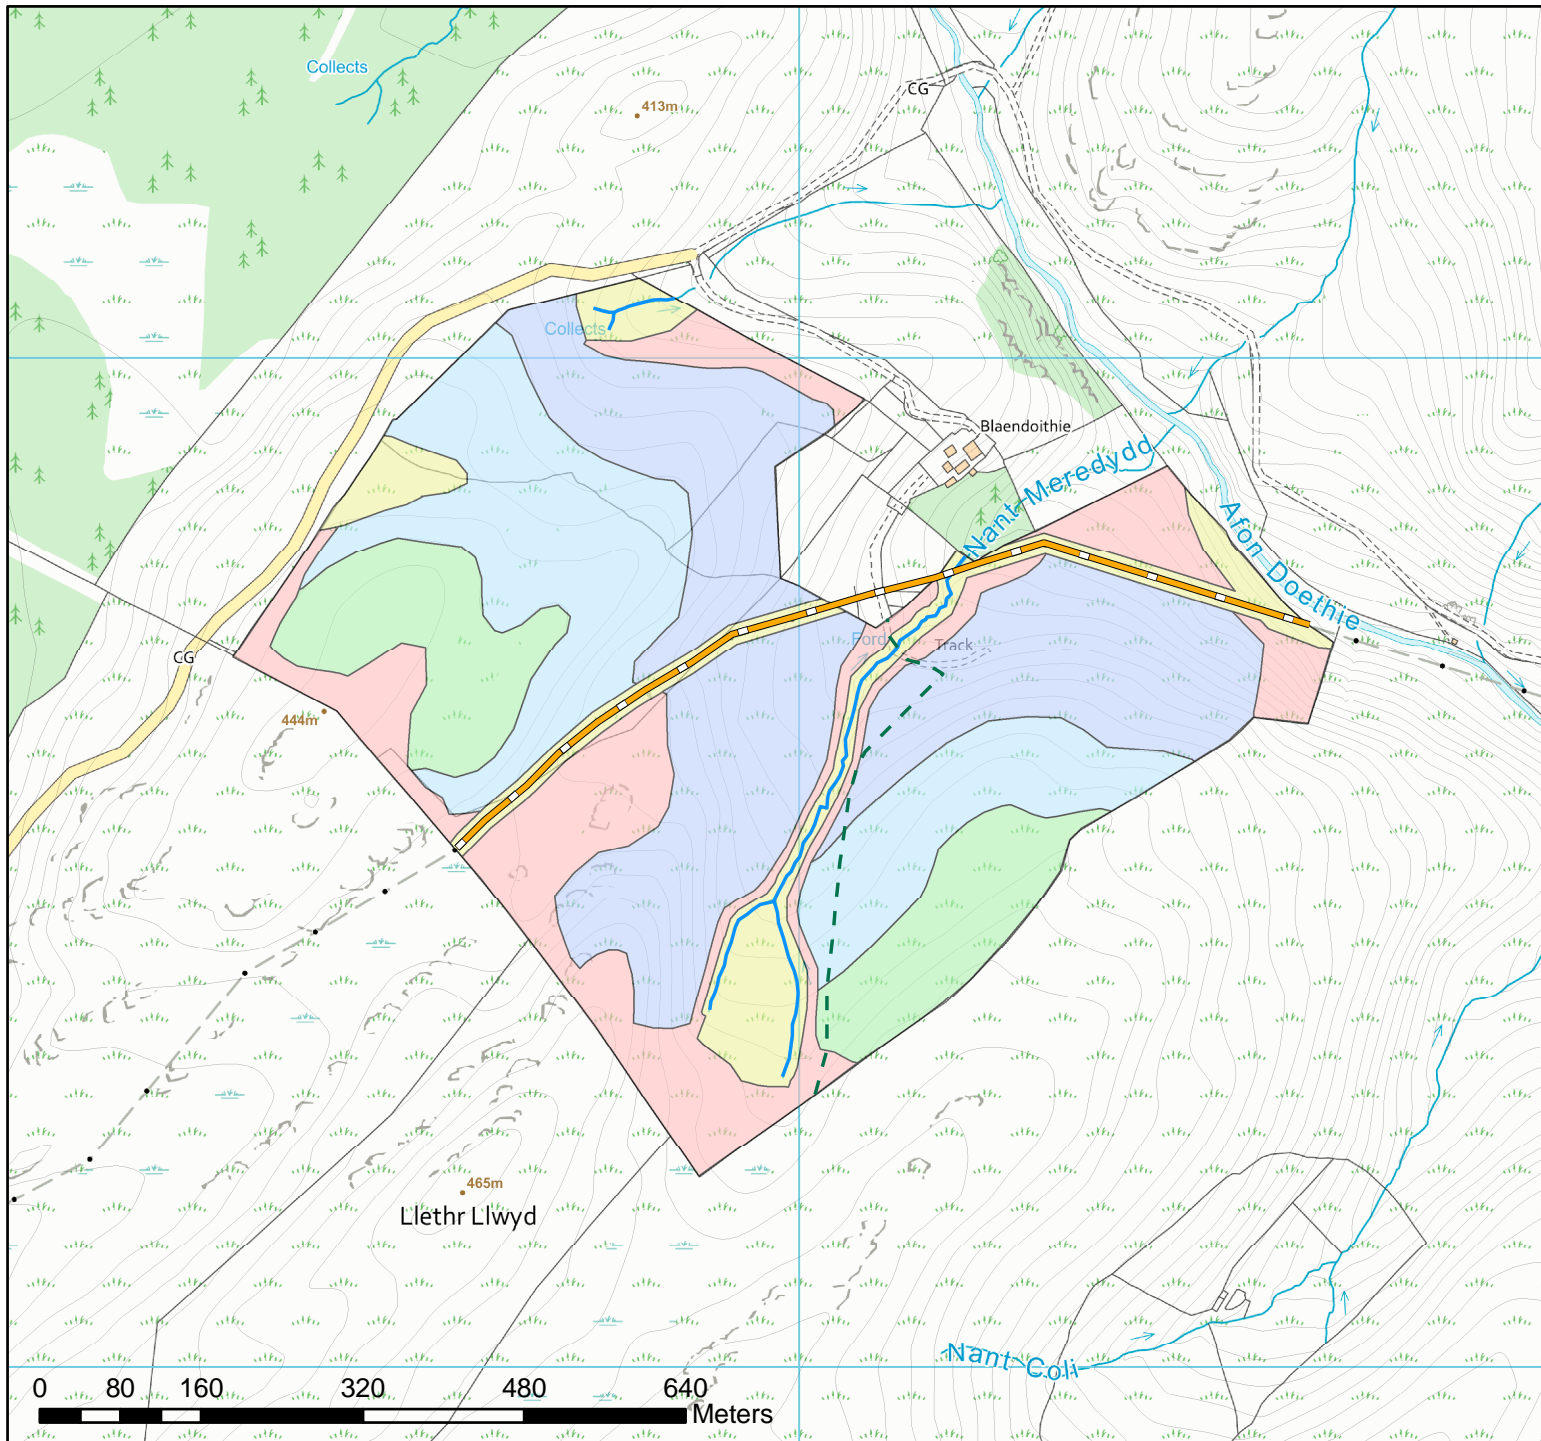 Collects
CG
413m
Collects
Blaendoithie
Nant Meredydd
Afon Doethie
Ford
Track
CG
444m
465m
Llethr Llwyd
Nant Coli
0 80 160 320 480 640
Meters